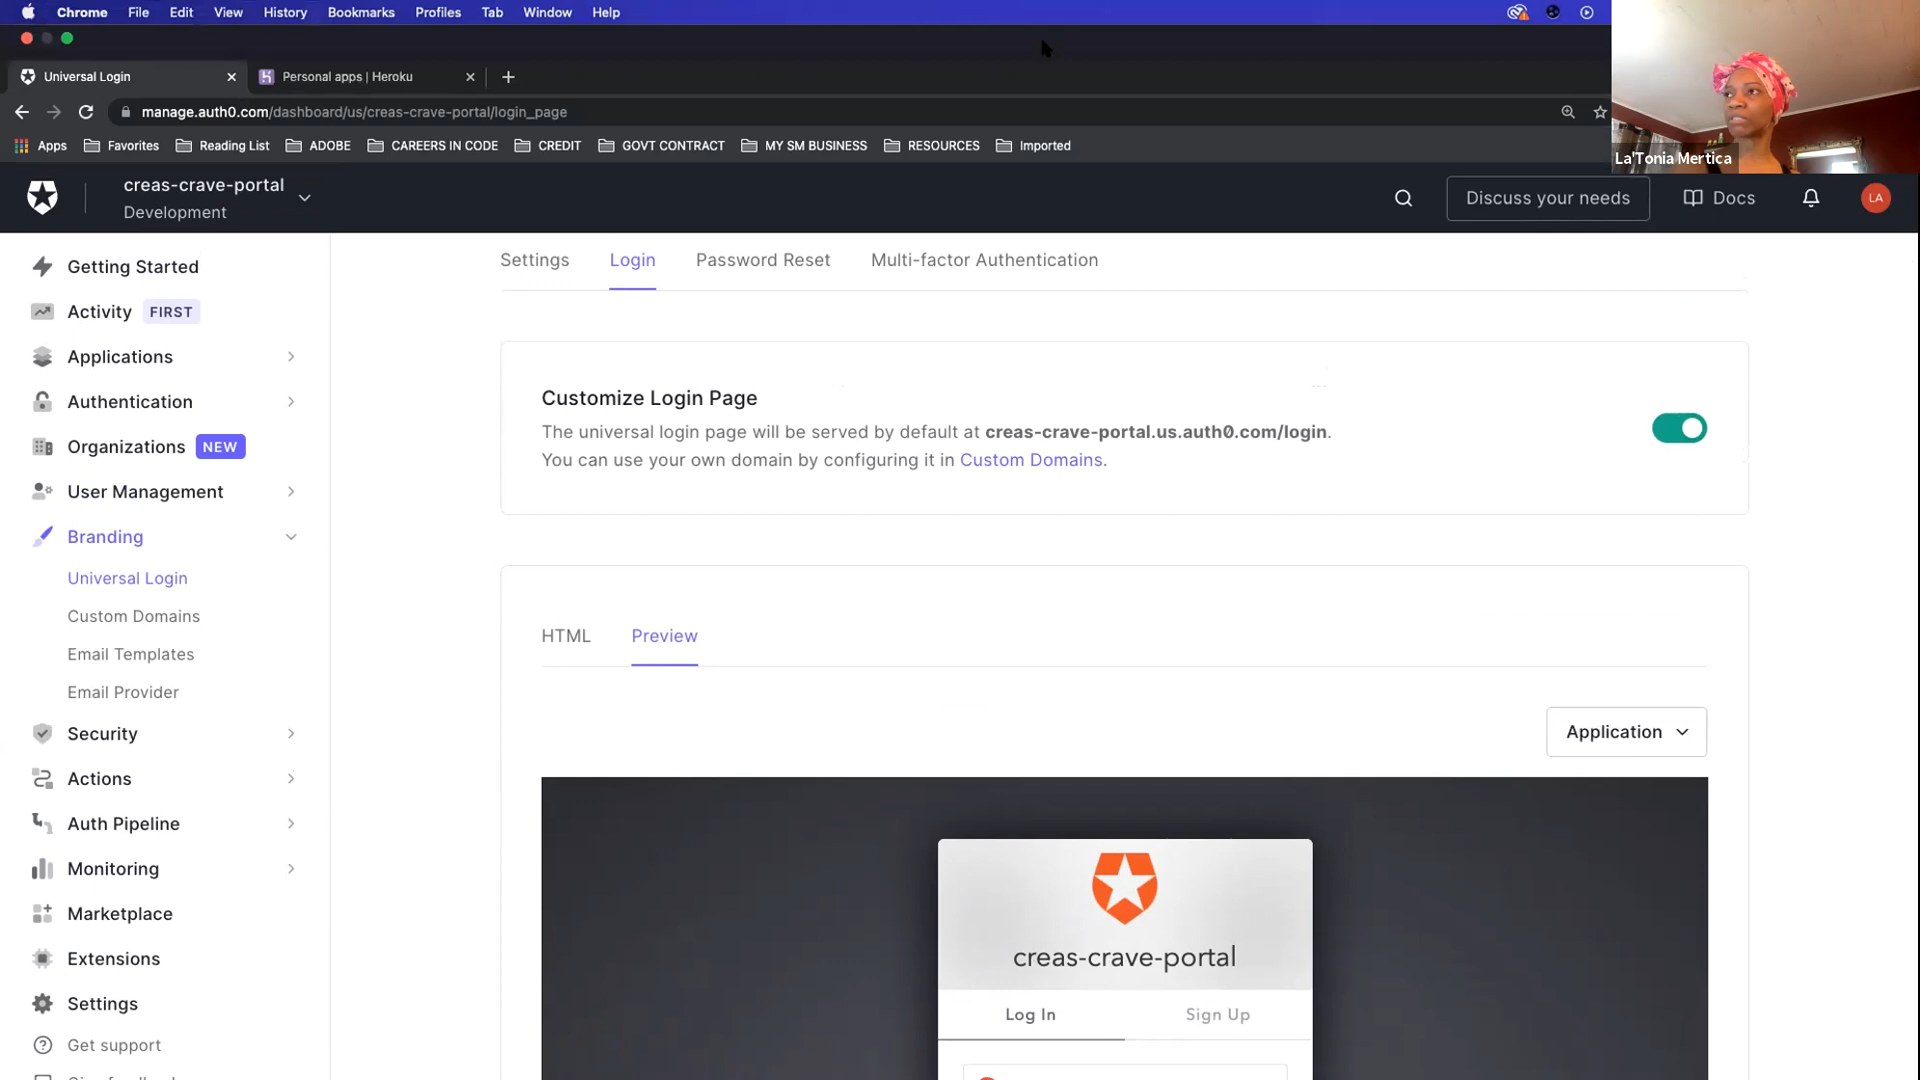 Chrome File Edit View History Bookmarks Profiles Tab Window Help
Universal Login
Personal apps | Heroku
manage.auth0.com/dashboard/us/creas-crave-portal/login_page
Apps Favorites Reading List ADOBE CAREERS IN CODE CREDIT GOVT CONTRACT MY SM BUSINESS RESOURCES Imported
La'Tonia Mertica
creas-crave-portal
Development
Discuss your needs
Docs
LA
Getting Started
Activity FIRST
Applications
Authentication
Organizations NEW
User Management
Branding
Universal Login
Custom Domains
Email Templates
Email Provider
Security
Actions
Auth Pipeline
Monitoring
Marketplace
Extensions
Settings
Get support
Settings Login Password Reset Multi-factor Authentication
Customize Login Page
The universal login page will be served by default at creas-crave-portal.us.auth0.com/login.
You can use your own domain by configuring it in Custom Domains.
HTML Preview
Application
creas-crave-portal
Log In Sign Up